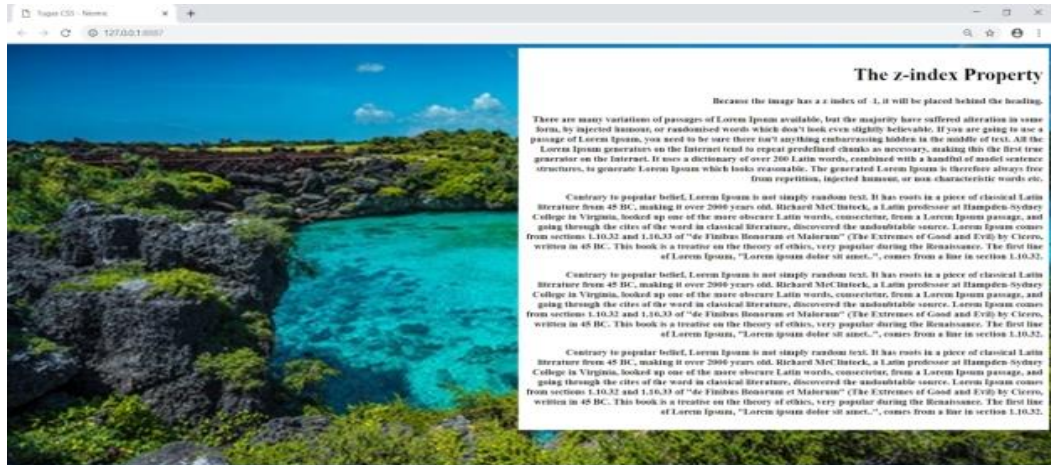 Tugas CSS - Neonic
127.0.0.1:8887
The z-index Property
Because the image has a z-index of -1, it will be placed behind the heading.
There are many variations of passages of Lorem Ipsum available, but the majority have suffered alteration in some
form, by injected humour, or randomised words which don't look even slightly believable. If you are going to use a
passage of Lorem Ipsum, you need to be sure there isn't anything embarrassing hidden in the middle of text. All the
Lorem Ipsum generators on the Internet tend to repeat predefined chunks as necessary, making this the first true
generator on the Internet. It uses a dictionary of over 200 Latin words, combined with a handful of model sentence
structures, to generate Lorem Ipsum which looks reasonable. The generated Lorem Ipsum is therefore always free
from repetition, injected humour, or non-characteristic words etc.
Contrary to popular belief, Lorem Ipsum is not simply random text. It has roots in a piece of classical Latin
literature from 45 BC, making it over 2000 years old. Richard McClintock, a Latin professor at Hampden-Sydney
College in Virginia, looked up one of the more obscure Latin words, consectetur, from a Lorem Ipsum passage, and
going through the cites of the word in classical literature, discovered the undoubtable source. Lorem Ipsum comes
from sections 1.10.32 and 1.10.33 of "de Finibus Bonorum et Malorum" (The Extremes of Good and Evil) by Cicero,
written in 45 BC. This book is a treatise on the theory of ethics, very popular during the Renaissance. The first line
of Lorem Ipsum, "Lorem ipsum dolor sit amet..", comes from a line in section 1.10.32.
Contrary to popular belief, Lorem Ipsum is not simply random text. It has roots in a piece of classical Latin
literature from 45 BC, making it over 2000 years old. Richard McClintock, a Latin professor at Hampden-Sydney
College in Virginia, looked up one of the more obscure Latin words, consectetur, from a Lorem Ipsum passage, and
going through the cites of the word in classical literature, discovered the undoubtable source. Lorem Ipsum comes
from sections 1.10.32 and 1.10.33 of "de Finibus Bonorum et Malorum" (The Extremes of Good and Evil) by Cicero,
written in 45 BC. This book is a treatise on the theory of ethics, very popular during the Renaissance. The first line
of Lorem Ipsum, "Lorem ipsum dolor sit amet..", comes from a line in section 1.10.32.
Contrary to popular belief, Lorem Ipsum is not simply random text. It has roots in a piece of classical Latin
literature from 45 BC, making it over 2000 years old. Richard McClintock, a Latin professor at Hampden-Sydney
College in Virginia, looked up one of the more obscure Latin words, consectetur, from a Lorem Ipsum passage, and
going through the cites of the word in classical literature, discovered the undoubtable source. Lorem Ipsum comes
from sections 1.10.32 and 1.10.33 of "de Finibus Bonorum et Malorum" (The Extremes of Good and Evil) by Cicero,
written in 45 BC. This book is a treatise on the theory of ethics, very popular during the Renaissance. The first line
of Lorem Ipsum, "Lorem ipsum dolor sit amet..", comes from a line in section 1.10.32.